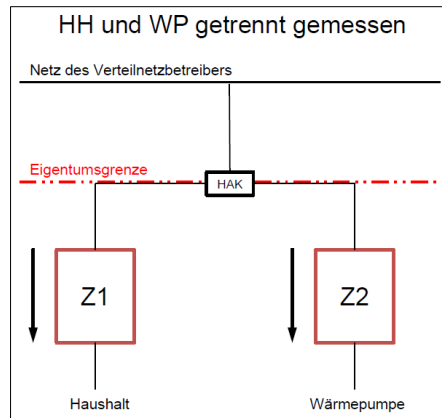 HH und WP getrennt gemessen
Netz des Verteilnetzbetreibers
Eigentumsgrenze
HAK
Z1
Z2
Haushalt
Wärmepumpe